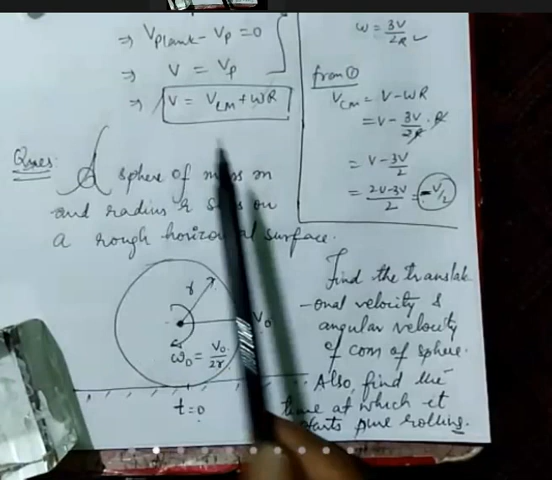 ⇒ V_plank - V_P = 0
⇒ V = V_P
⇒ V = V_cm + ωR
ω = 3V/2R
from ①
V_cm = V - ωR
= V - 3V/2R . R
= V - 3V/2
= 2V-3V/2 = -V/2
Ques: A sphere of mass m
and radius r is on
a rough horizontal surface.
r
V₀
ω₀ = V₀/2r
t = 0
Find the translat
-onal velocity &
angular velocity
of com of sphere.
Also, find the
time at which it
starts pure rolling.